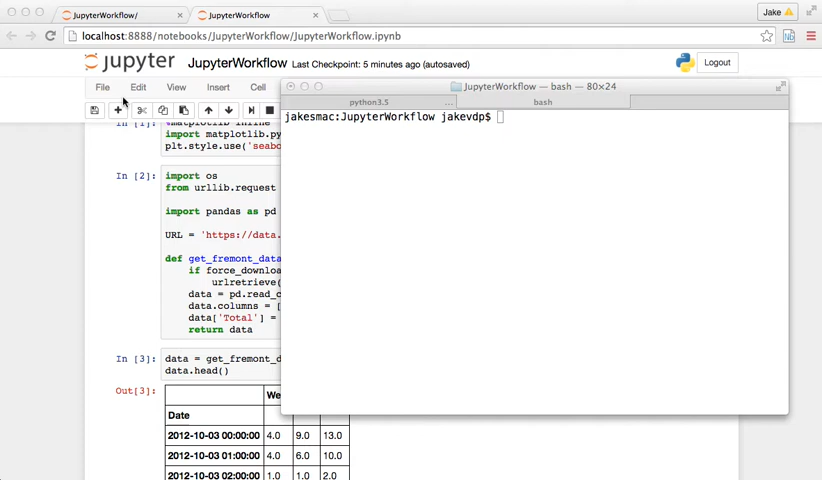 JupyterWorkflow/
JupyterWorkflow
Jake
localhost:8888/notebooks/JupyterWorkflow/JupyterWorkflow.ipynb
jupyter JupyterWorkflow Last Checkpoint: 5 minutes ago (autosaved)
Logout
File Edit View Insert Cell
JupyterWorkflow — bash — 80×24
python3.5 ... bash
jakesmac:JupyterWorkflow jakevdp$
In [1]:
import matplotlib.py
plt.style.use('seabo
In [2]: import os
from urllib.request
import pandas as pd
URL = 'https://data.
def get_fremont_data
if force_downloa
urlretrieve(
data = pd.read_c
data.columns = [
data['Total'] =
return data
In [3]: data = get_fremont_d
data.head()
Out[3]:
We
Date
2012-10-03 00:00:00 4.0 9.0 13.0
2012-10-03 01:00:00 4.0 6.0 10.0
2012-10-03 02:00:00 1.0 1.0 2.0